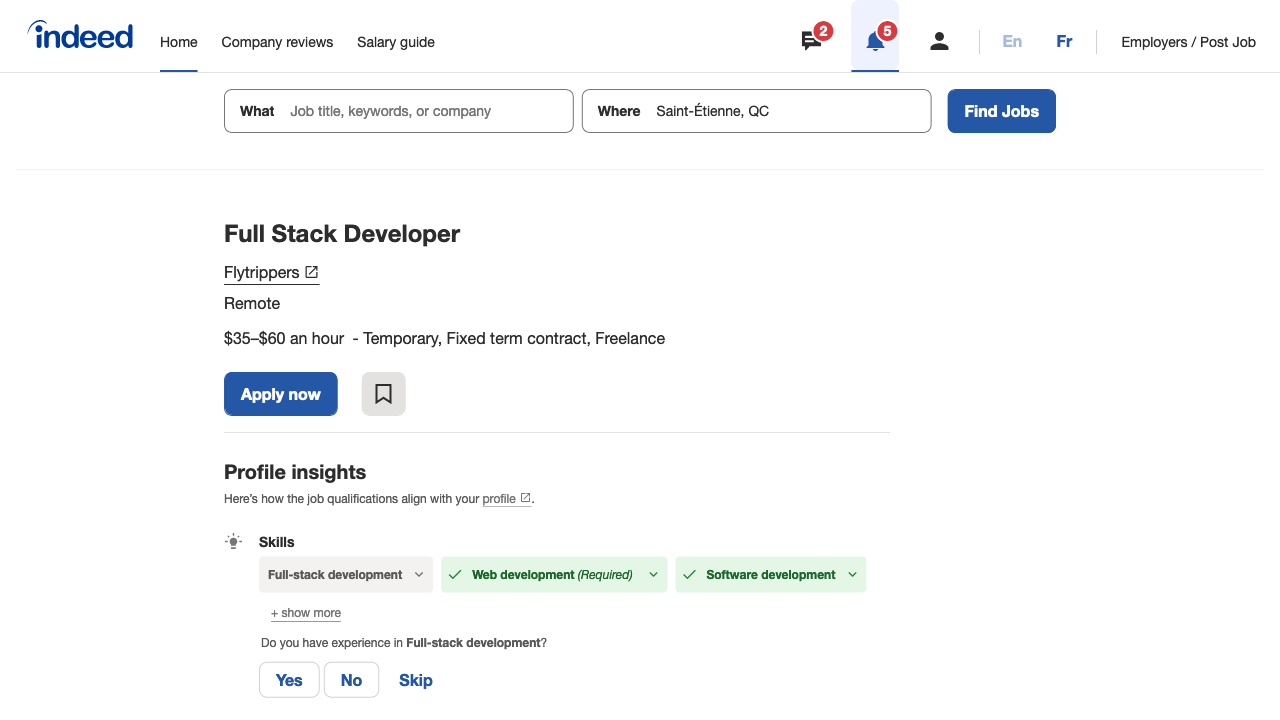 indeed Home Company reviews Salary guide 2 5 En Fr Employers / Post Job
What Job title, keywords, or company Where Saint-Étienne, QC Find Jobs
Full Stack Developer
Flytrippers
Remote
$35–$60 an hour - Temporary, Fixed term contract, Freelance
Apply now
Profile insights
Here's how the job qualifications align with your profile.
Skills
Full-stack development Web development (Required) Software development
+ show more
Do you have experience in Full-stack development?
Yes No Skip